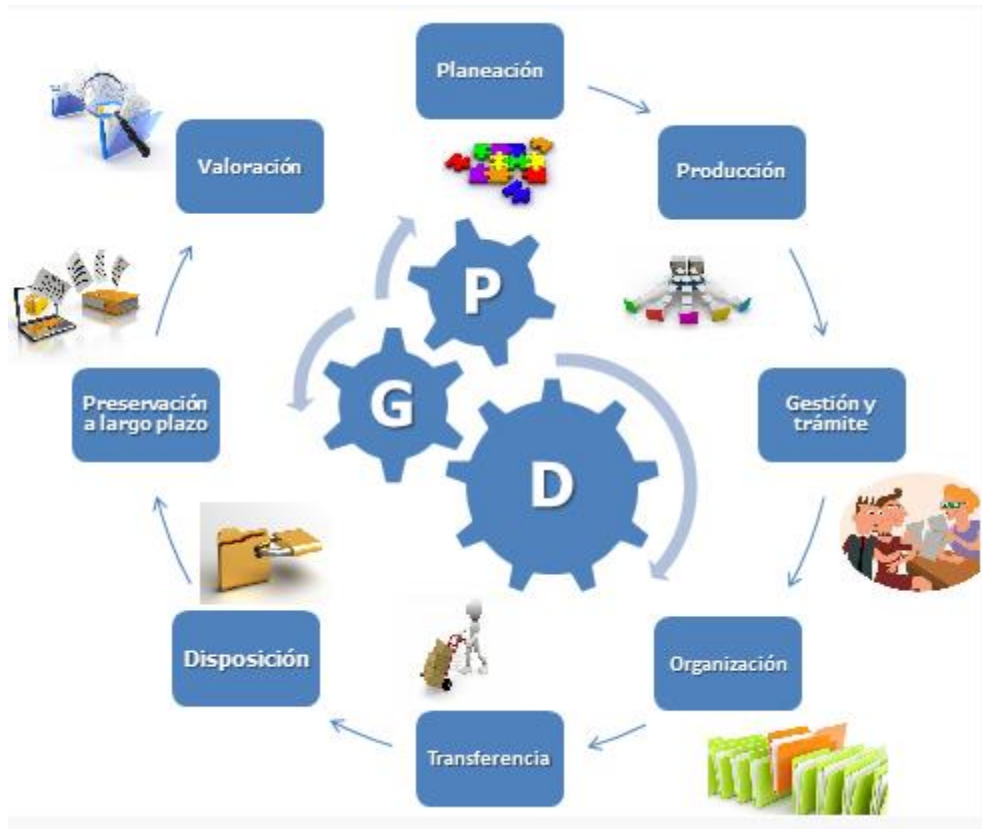 Planeación
Producción
Gestión y
trámite
Organización
Transferencia
Disposición
Preservación
a largo plazo
Valoración
P
G
D